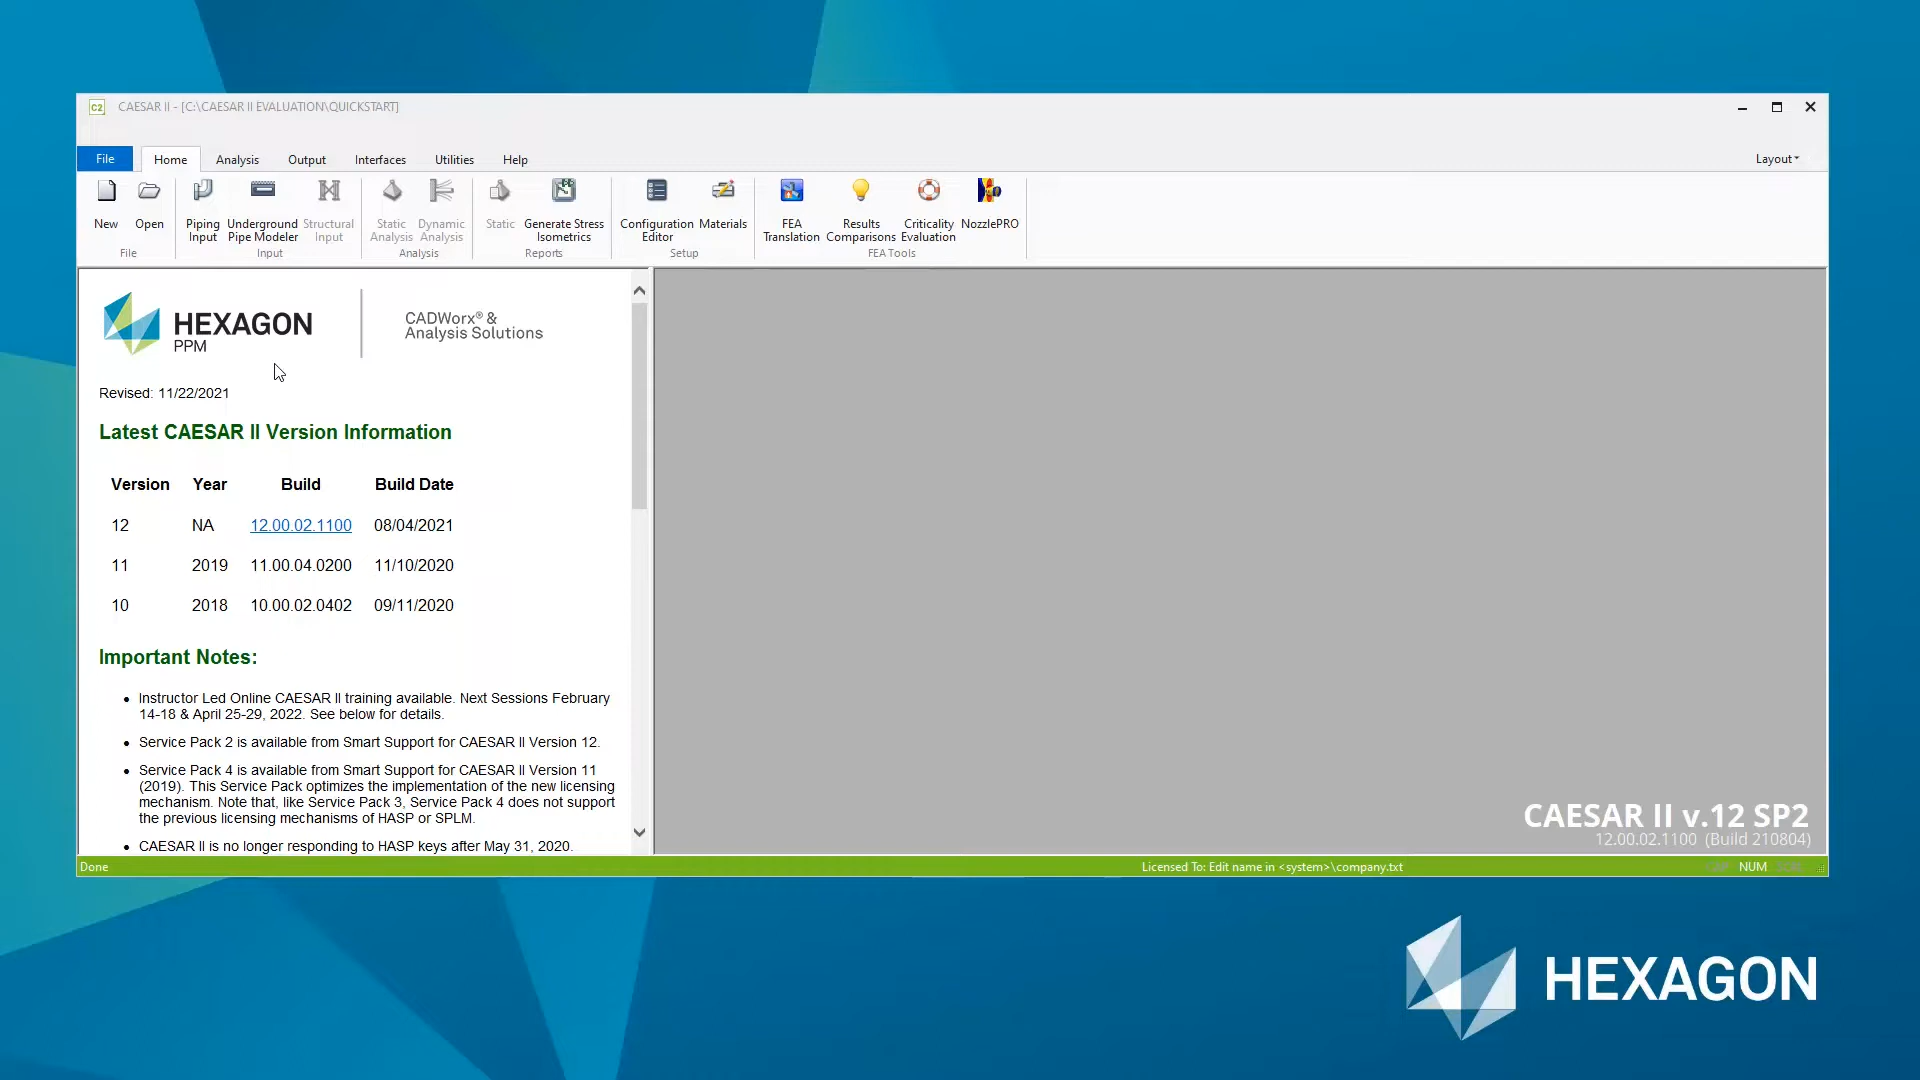 C2 CAESAR II - [C:\CAESAR II EVALUATION\QUICKSTART]
File Home Analysis Output Interfaces Utilities Help Layout
New Open Piping Input Underground Pipe Modeler Structural Input Static Analysis Dynamic Analysis Static Generate Stress Isometrics Configuration Editor Materials FEA Translation Results Comparisons Criticality Evaluation NozzlePRO
File Input Analysis Reports Setup FEA Tools
HEXAGON
PPM
CADWorx® &
Analysis Solutions
Revised: 11/22/2021
Latest CAESAR II Version Information
Version Year Build Build Date
12 NA 12.00.02.1100 08/04/2021
11 2019 11.00.04.0200 11/10/2020
10 2018 10.00.02.0402 09/11/2020
Important Notes:
• Instructor Led Online CAESAR II training available. Next Sessions February
14-18 & April 25-29, 2022. See below for details.
• Service Pack 2 is available from Smart Support for CAESAR II Version 12.
• Service Pack 4 is available from Smart Support for CAESAR II Version 11
(2019). This Service Pack optimizes the implementation of the new licensing
mechanism. Note that, like Service Pack 3, Service Pack 4 does not support
the previous licensing mechanisms of HASP or SPLM.
• CAESAR II is no longer responding to HASP keys after May 31, 2020.
CAESAR II v.12 SP2
12.00.02.1100 (Build 210804)
Done Licensed To: Edit name in <system>\company.txt NUM
HEXAGON